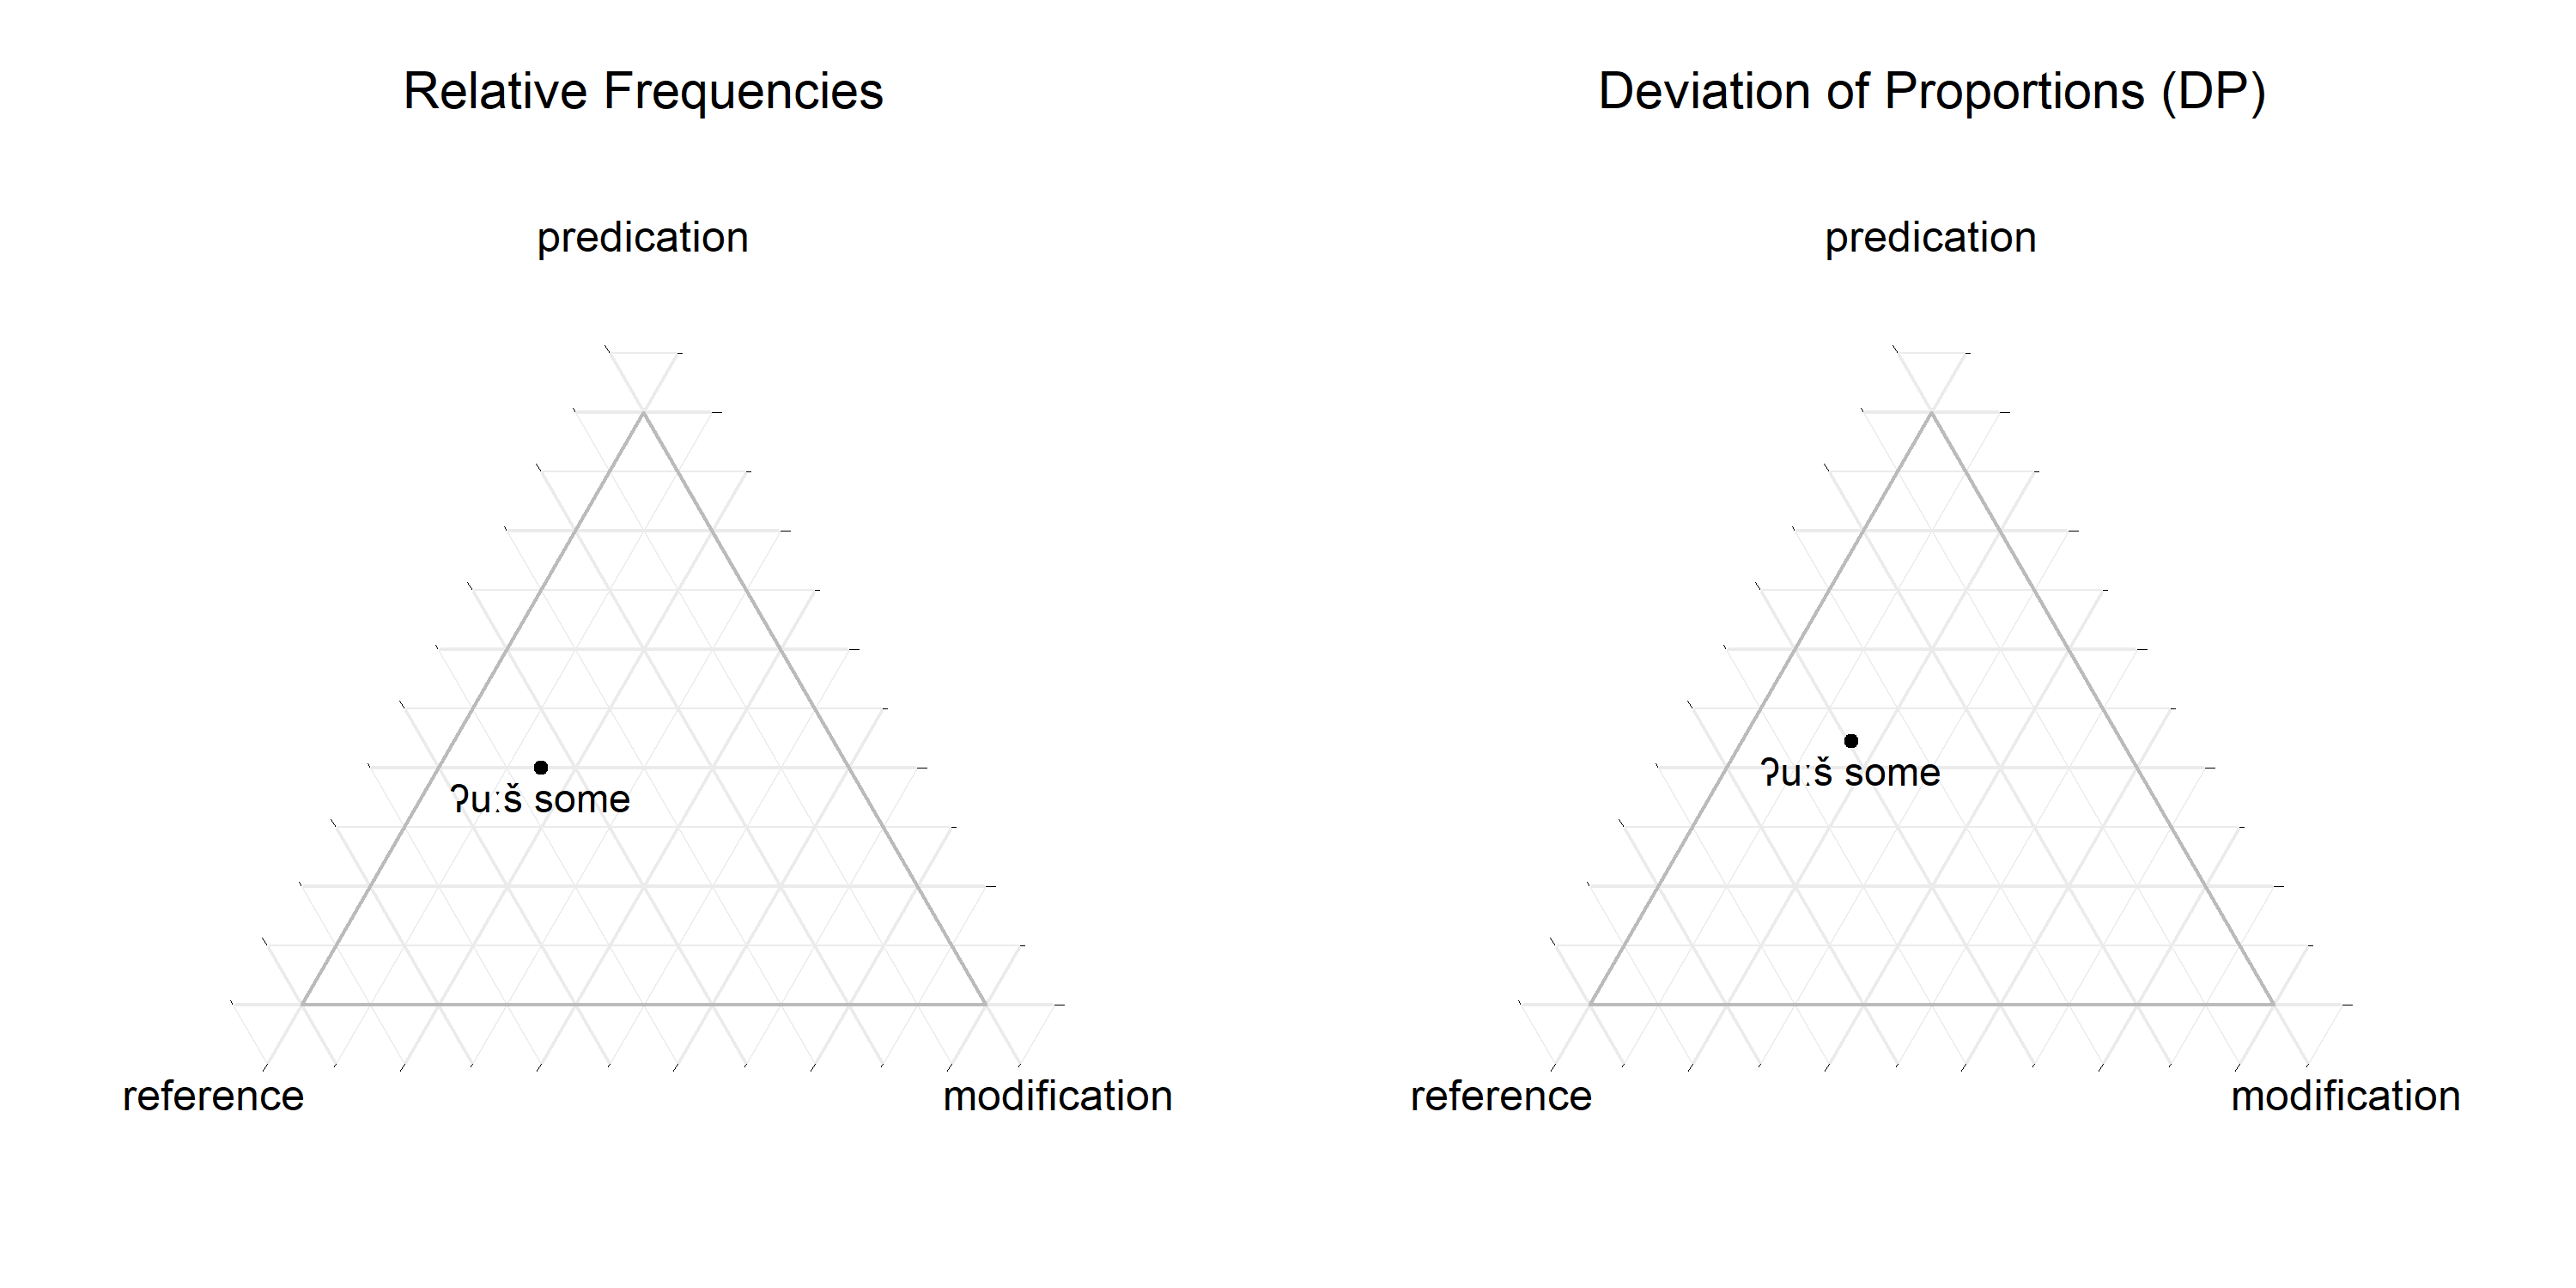 Relative Frequencies
predication
ʔuːš some
reference
modification
Deviation of Proportions (DP)
predication
ʔuːš some
reference
modification